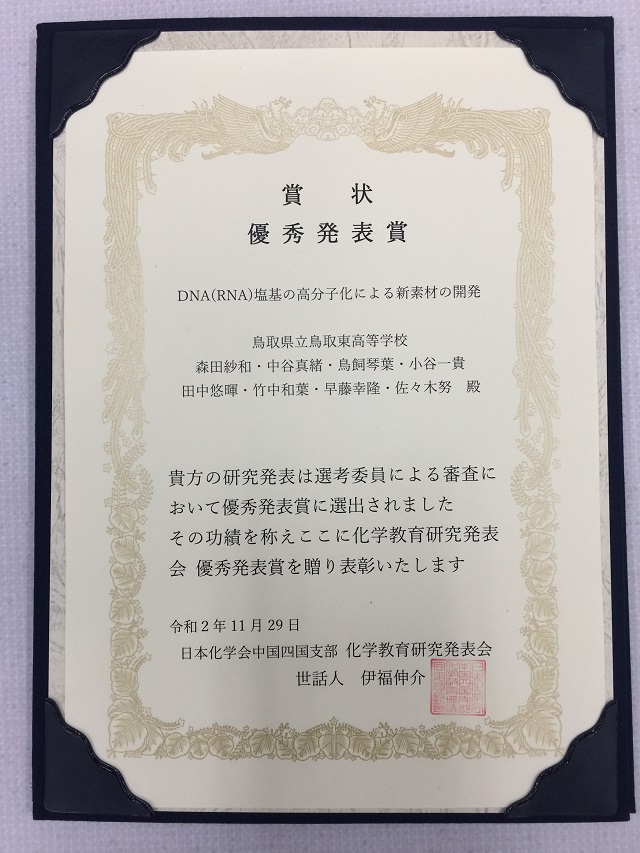 賞 状
優秀発表賞
DNA(RNA)塩基の高分子化による新素材の開発
鳥取県立鳥取東高等学校
森田紗和・中谷真緒・鳥飼琴葉・小谷一貴
田中悠暉・竹中和葉・早藤幸隆・佐々木努 殿
貴方の研究発表は選考委員による審査に
おいて優秀発表賞に選出されました
その功績を称えここに化学教育研究発表
会 優秀発表賞を贈り表彰いたします
令和2年11月29日
日本化学会中国四国支部 化学教育研究発表会
世話人 伊福伸介